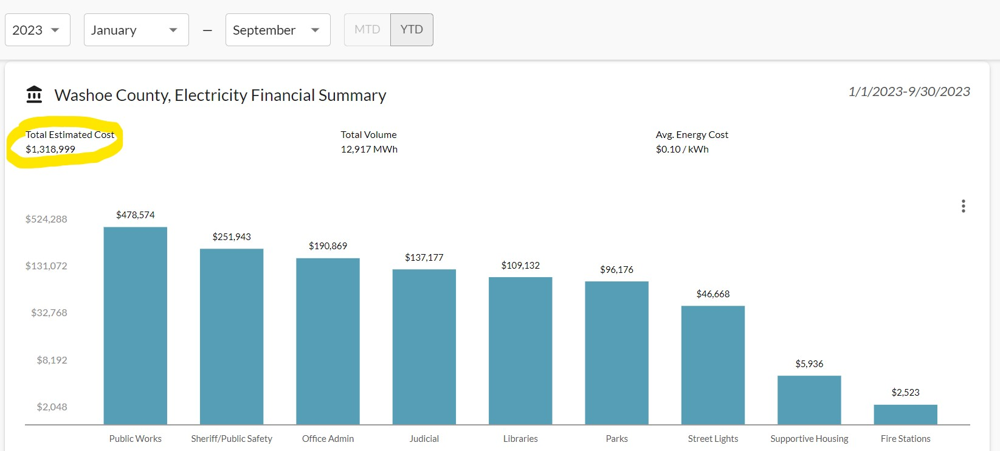 2023 January — September MTD YTD
Washoe County, Electricity Financial Summary 1/1/2023-9/30/2023
Total Estimated Cost Total Volume Avg. Energy Cost
$1,318,999 12,917 MWh $0.10 / kWh
$524,288
$131,072
$32,768
$8,192
$2,048
$478,574
$251,943
$190,869
$137,177
$109,132
$96,176
$46,668
$5,936
$2,523
Public Works Sheriff/Public Safety Office Admin Judicial Libraries Parks Street Lights Supportive Housing Fire Stations